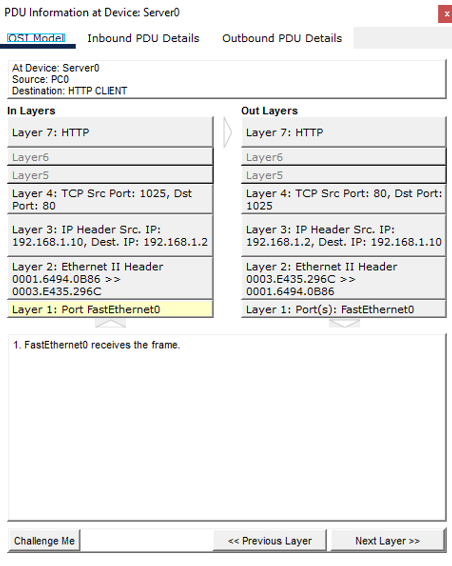 PDU Information at Device: Server0
x
OSI Model Inbound PDU Details Outbound PDU Details
At Device: Server0
Source: PC0
Destination: HTTP CLIENT
In Layers
Layer 7: HTTP
Layer6
Layer5
Layer 4: TCP Src Port: 1025, Dst
Port: 80
Layer 3: IP Header Src. IP:
192.168.1.10, Dest. IP: 192.168.1.2
Layer 2: Ethernet II Header
0001.6494.0B86 >>
0003.E435.296C
Layer 1: Port FastEthernet0
Out Layers
Layer 7: HTTP
Layer6
Layer5
Layer 4: TCP Src Port: 80, Dst Port:
1025
Layer 3: IP Header Src. IP:
192.168.1.2, Dest. IP: 192.168.1.10
Layer 2: Ethernet II Header
0003.E435.296C >>
0001.6494.0B86
Layer 1: Port(s): FastEthernet0
1. FastEthernet0 receives the frame.
Challenge Me << Previous Layer Next Layer >>